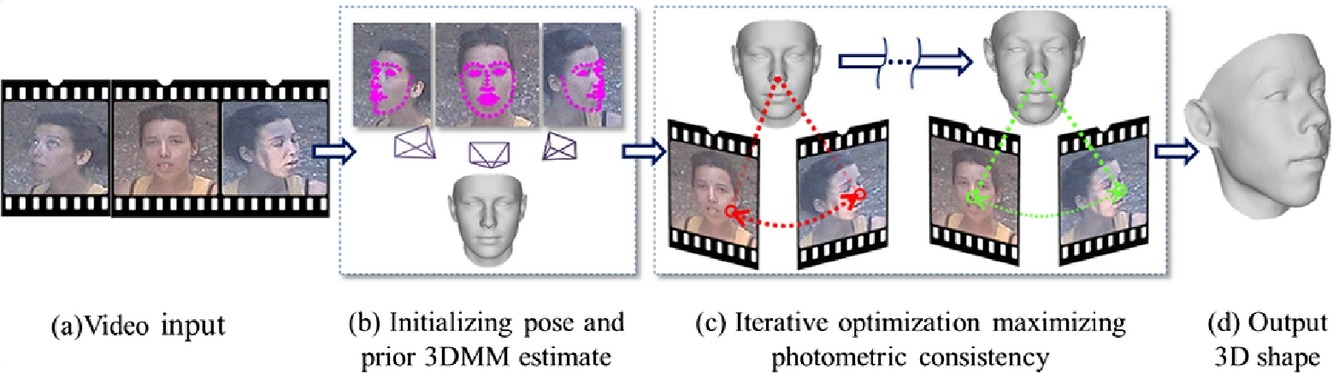 (a)Video input
(b) Initializing pose and
prior 3DMM estimate
(c) Iterative optimization maximizing
photometric consistency
(d) Output
3D shape